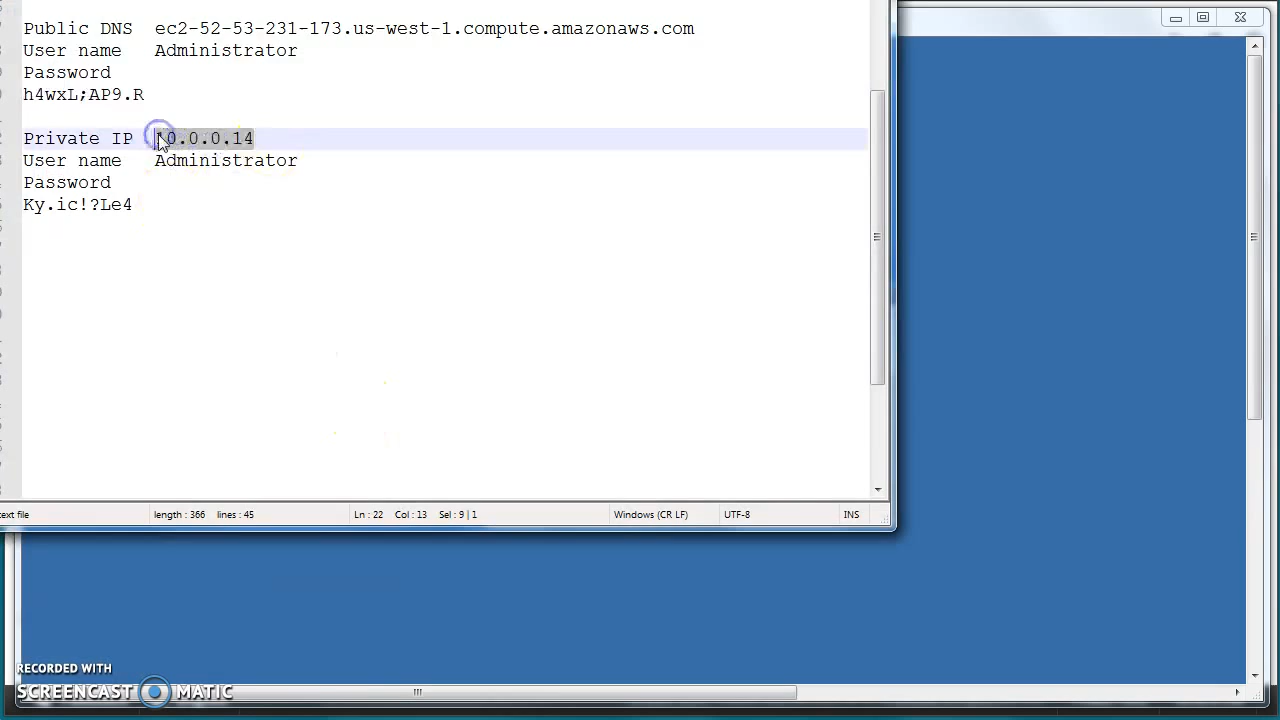 Public DNS ec2-52-53-231-173.us-west-1.compute.amazonaws.com
User name Administrator
Password
h4wxL;AP9.R
Private IP 10.0.0.14
User name Administrator
Password
Ky.ic!?Le4
text file length : 366 lines : 45 Ln : 22 Col : 13 Sel : 9 | 1 Windows (CR LF) UTF-8 INS
RECORDED WITH
SCREENCAST MATIC